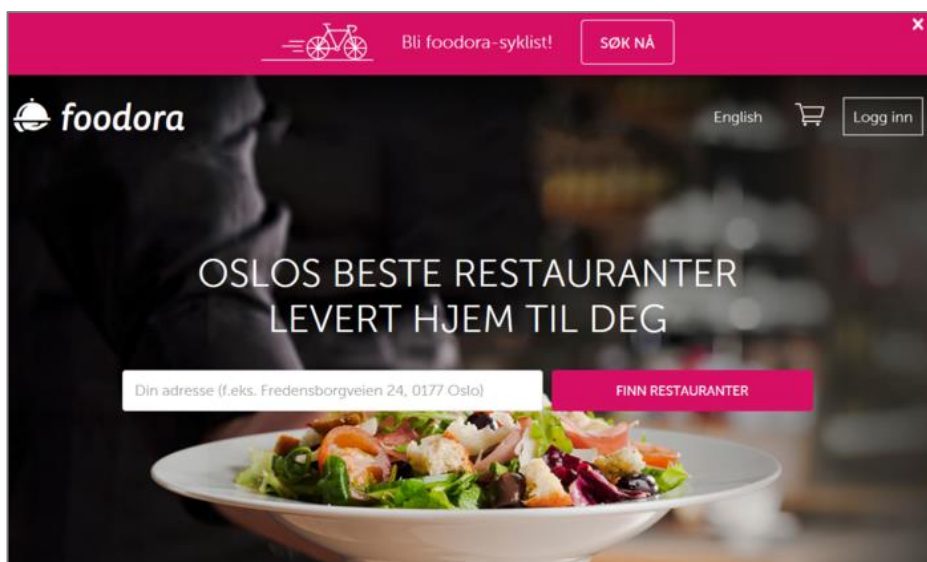 Bli foodora-syklist!
SØK NÅ
x
foodora
English
Logg inn
OSLOS BESTE RESTAURANTER
LEVERT HJEM TIL DEG
Din adresse (f.eks. Fredensborgveien 24, 0177 Oslo)
FINN RESTAURANTER